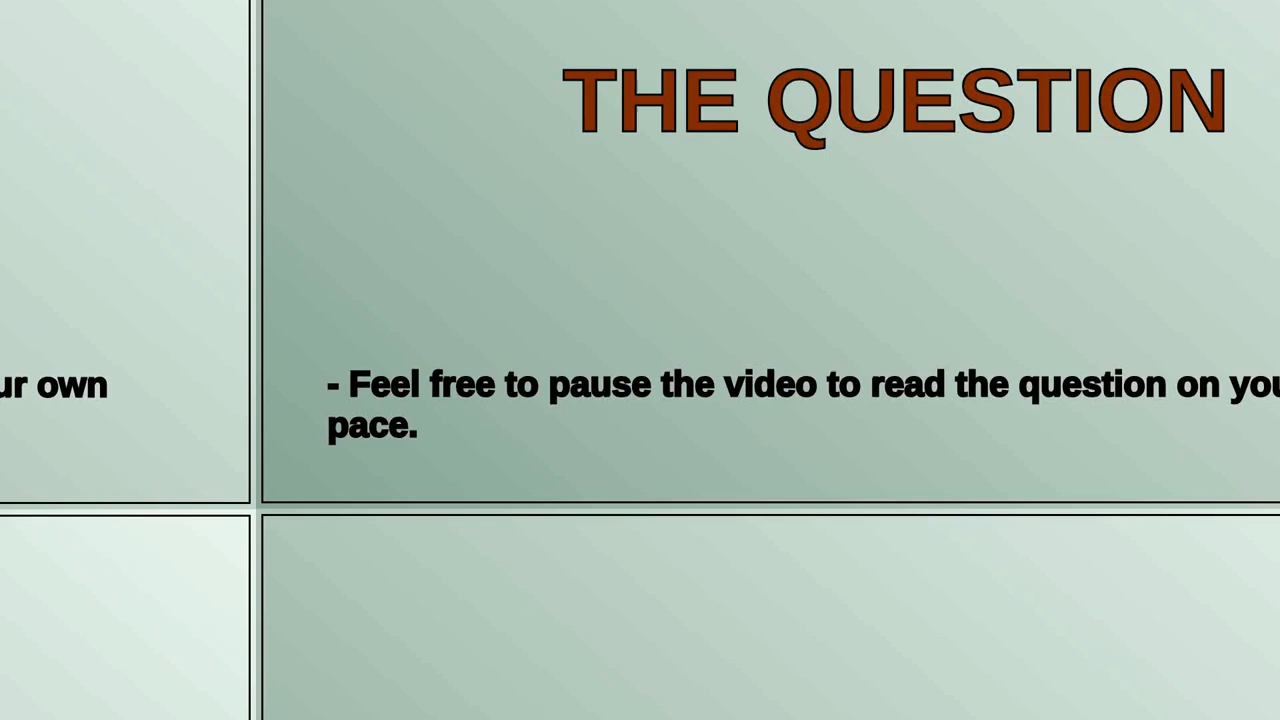 THE QUESTION
ur own
- Feel free to pause the video to read the question on you
pace.